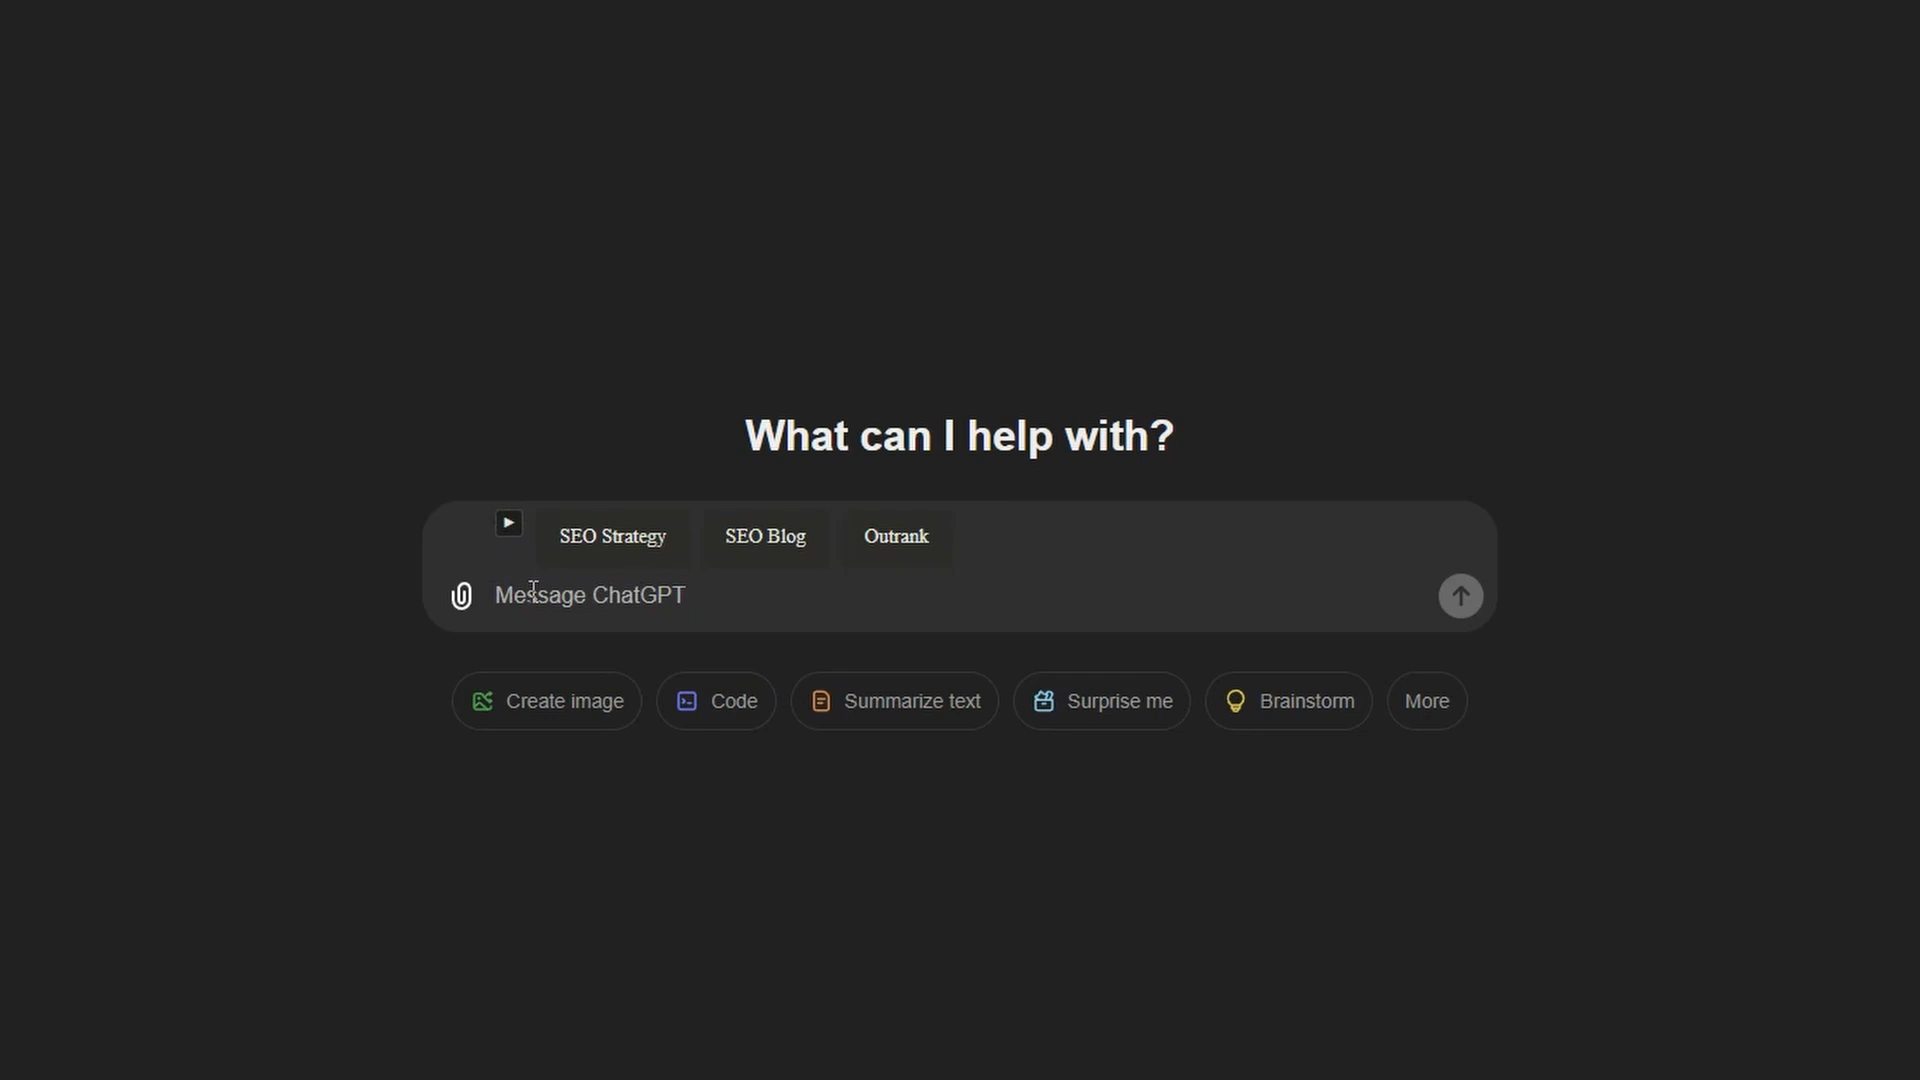 What can I help with?
SEO Strategy SEO Blog Outrank
Message ChatGPT
Create image Code Summarize text Surprise me Brainstorm More